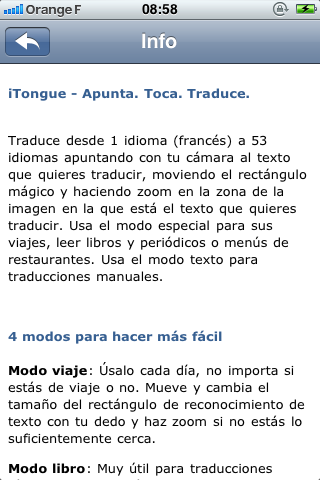 Orange F 08:58
Info
iTongue - Apunta. Toca. Traduce.
Traduce desde 1 idioma (francés) a 53
idiomas apuntando con tu cámara al texto
que quieres traducir, moviendo el rectángulo
mágico y haciendo zoom en la zona de la
imagen en la que está el texto que quieres
traducir. Usa el modo especial para sus
viajes, leer libros y periódicos o menús de
restaurantes. Usa el modo texto para
traducciones manuales.
4 modos para hacer más fácil
Modo viaje: Úsalo cada día, no importa si
estás de viaje o no. Mueve y cambia el
tamaño del rectángulo de reconocimiento de
texto con tu dedo y haz zoom si no estás lo
suficientemente cerca.
Modo libro: Muy útil para traducciones